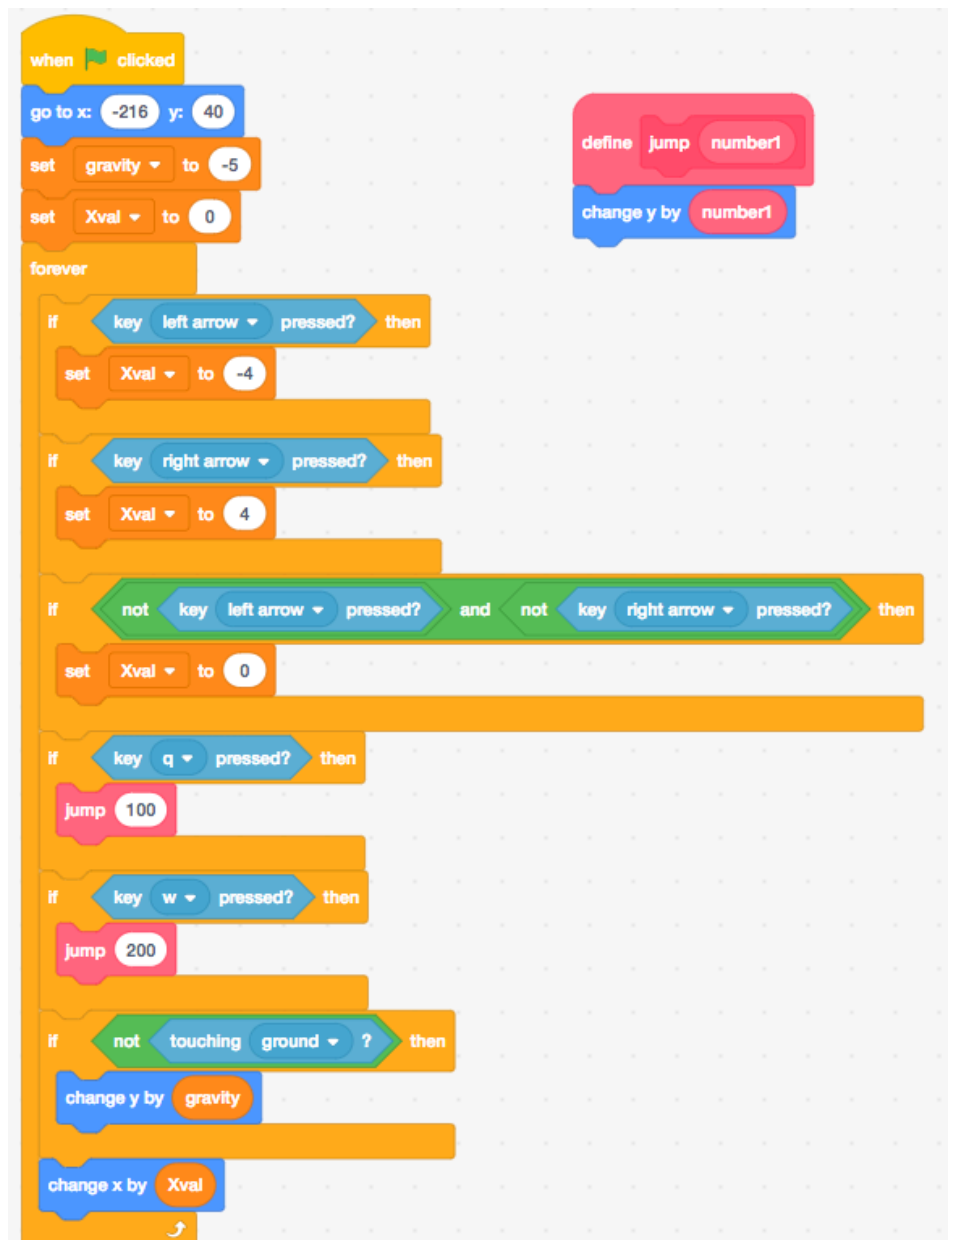 when clicked
go to x: -216 y: 40
set gravity to -5
set Xval to 0
forever
if key left arrow pressed? then
set Xval to -4
if key right arrow pressed? then
set Xval to 4
if not key left arrow pressed? and not key right arrow pressed? then
set Xval to 0
if key q pressed? then
jump 100
if key w pressed? then
jump 200
if not touching ground ? then
change y by gravity
change x by Xval
define jump number1
change y by number1